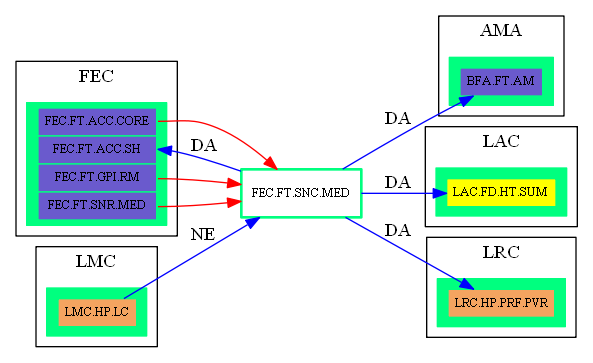 FEC
FEC.FT.ACC.CORE
FEC.FT.ACC.SH
FEC.FT.GPI.RM
FEC.FT.SNR.MED
LMC
LMC.HP.LC
DA
NE
FEC.FT.SNC.MED
DA
DA
DA
AMA
BFA.FT.AM
LAC
LAC.FD.HT.SUM
LRC
LRC.HP.PRF.PVR